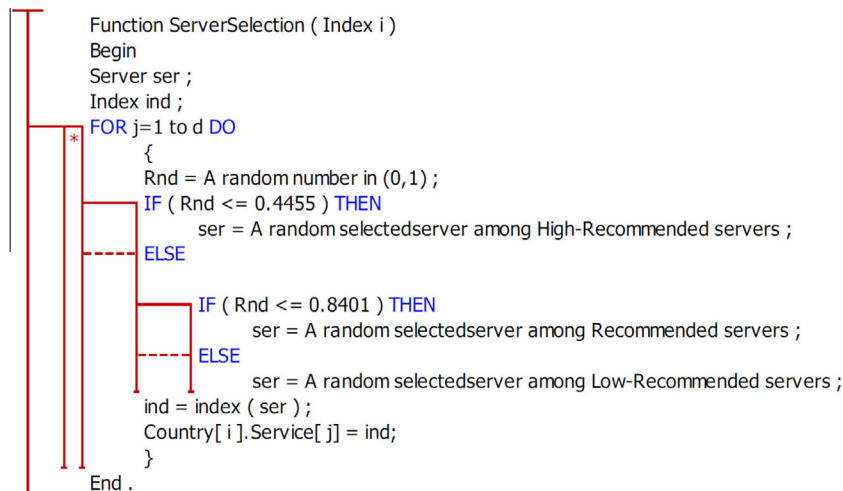 Function ServerSelection ( Index i )
Begin
Server ser ;
Index ind ;
FOR j=1 to d DO
*
{
Rnd = A random number in (0,1) ;
IF ( Rnd <= 0.4455 ) THEN
ser = A random selectedserver among High-Recommended servers ;
ELSE
IF ( Rnd <= 0.8401 ) THEN
ser = A random selectedserver among Recommended servers ;
ELSE
ser = A random selectedserver among Low-Recommended servers ;
ind = index ( ser ) ;
Country[ i ].Service[ j] = ind;
}
End .